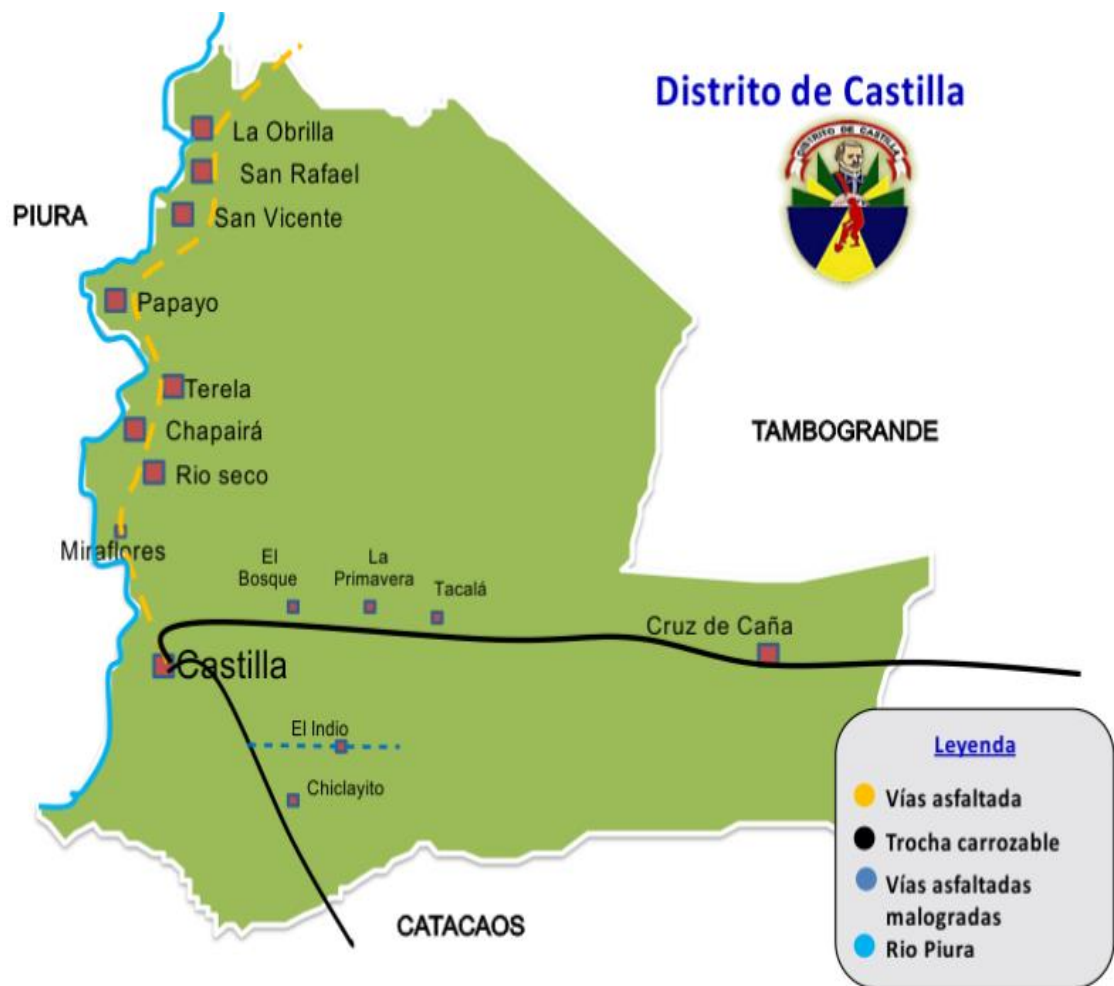 Distrito de Castilla
DISTRITO DE CASTILLA
La Obrilla
San Rafael
PIURA
San Vicente
Papayo
Terela
TAMBOGRANDE
Chapairá
Rio seco
Miraflores
El
Bosque
La
Primavera
Tacalá
Cruz de Caña
Castilla
El Indio
Chiclayito
CATACAOS
Leyenda
Vías asfaltada
Trocha carrozable
Vías asfaltadas
malogradas
Rio Piura